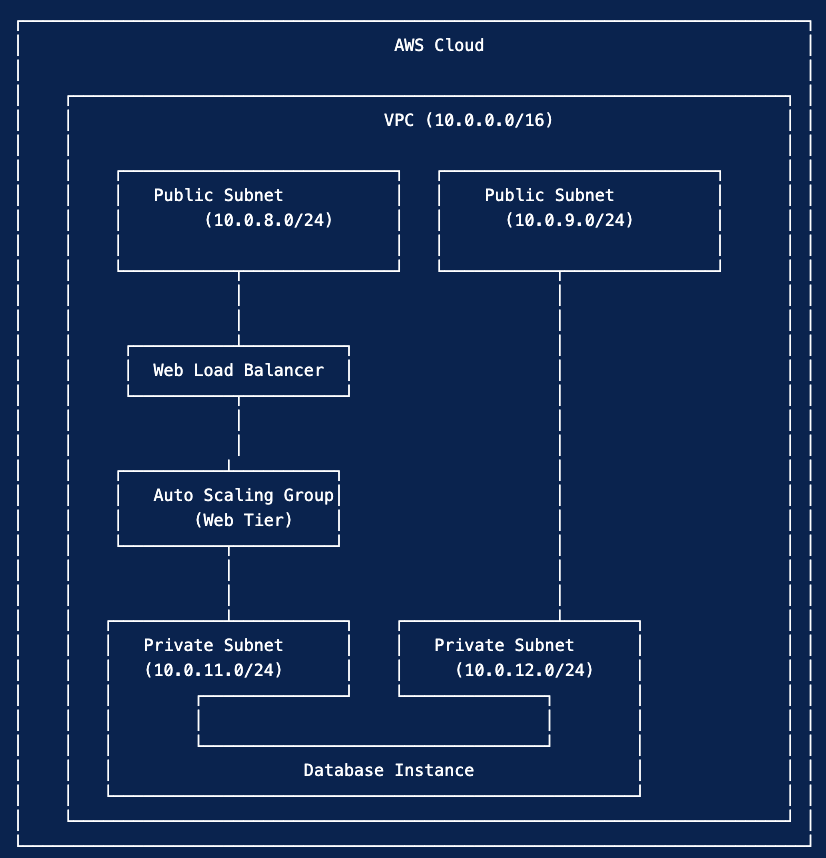 AWS Cloud
VPC (10.0.0.0/16)
Public Subnet
(10.0.8.0/24)
Public Subnet
(10.0.9.0/24)
Web Load Balancer
Auto Scaling Group
(Web Tier)
Private Subnet
(10.0.11.0/24)
Private Subnet
(10.0.12.0/24)
Database Instance